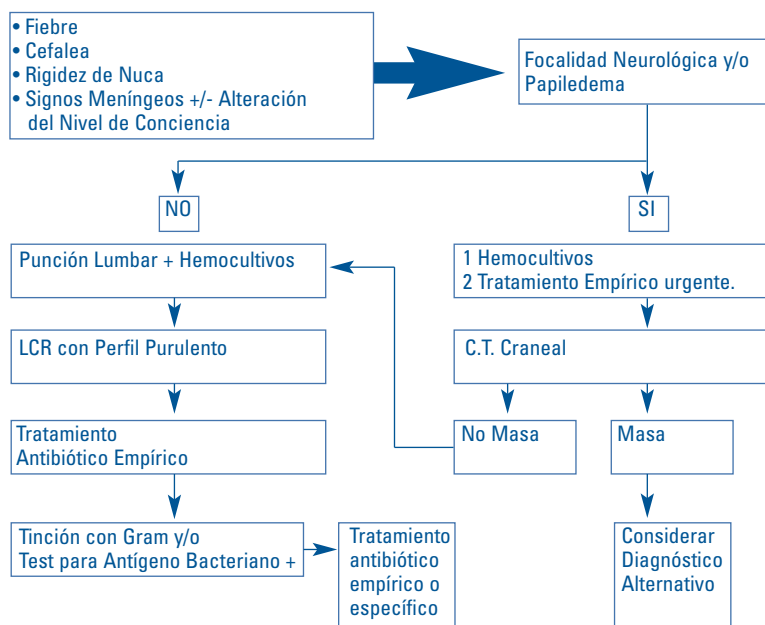 • Fiebre
• Cefalea
• Rigidez de Nuca
• Signos Meníngeos +/- Alteración
del Nivel de Conciencia
Focalidad Neurológica y/o
Papiledema
NO
SI
Punción Lumbar + Hemocultivos
1 Hemocultivos
2 Tratamiento Empírico urgente.
LCR con Perfil Purulento
C.T. Craneal
Tratamiento
Antibiótico Empírico
No Masa
Masa
Tinción con Gram y/o
Test para Antígeno Bacteriano +
Tratamiento
antibiótico
empírico o
específico
Considerar
Diagnóstico
Alternativo